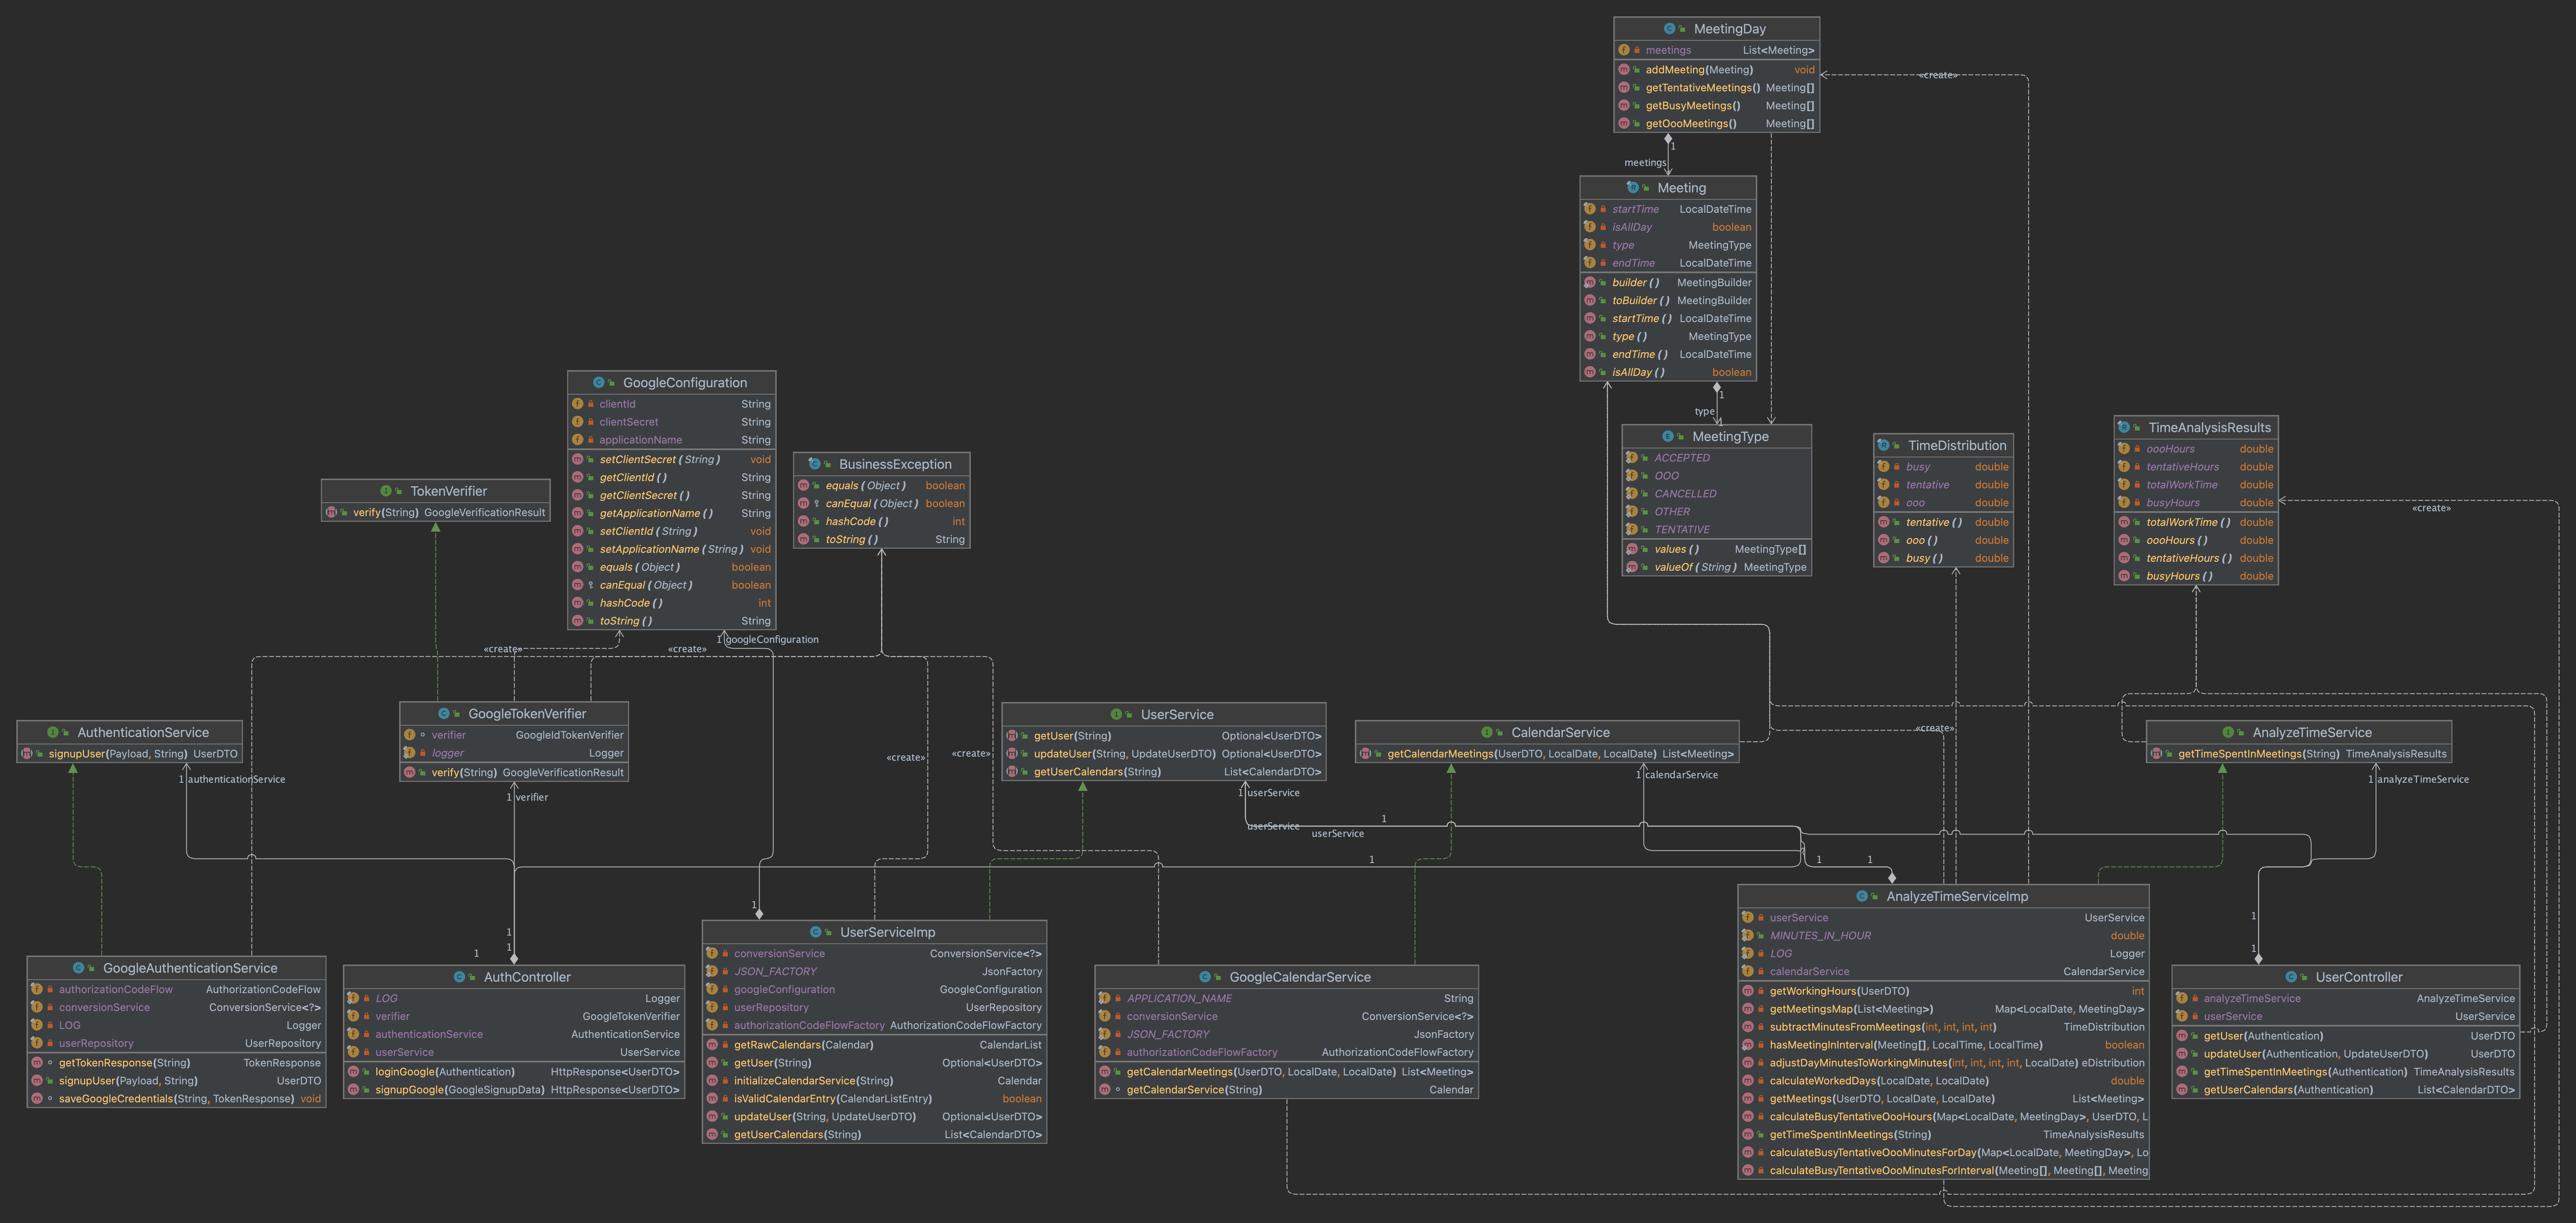 MeetingDay
meetings List<Meeting>
addMeeting(Meeting) void
getTentativeMeetings() Meeting[]
getBusyMeetings() Meeting[]
getOooMeetings() Meeting[]
«create»
1
meetings
Meeting
startTime LocalDateTime
isAllDay boolean
type MeetingType
endTime LocalDateTime
builder() MeetingBuilder
toBuilder() MeetingBuilder
startTime() LocalDateTime
type() MeetingType
endTime() LocalDateTime
isAllDay() boolean
1
type
1
MeetingType
ACCEPTED
OOO
CANCELLED
OTHER
TENTATIVE
values() MeetingType[]
valueOf(String) MeetingType
TimeDistribution
busy double
tentative double
ooo double
tentative() double
ooo() double
busy() double
TimeAnalysisResults
oooHours double
tentativeHours double
totalWorkTime double
busyHours double
totalWorkTime() double
oooHours() double
tentativeHours() double
busyHours() double
«create»
GoogleConfiguration
clientId String
clientSecret String
applicationName String
setClientSecret(String) void
getClientId() String
getClientSecret() String
getApplicationName() String
setClientId(String) void
setApplicationName(String) void
equals(Object) boolean
canEqual(Object) boolean
hashCode() int
toString() String
BusinessException
equals(Object) boolean
canEqual(Object) boolean
hashCode() int
toString() String
TokenVerifier
verify(String) GoogleVerificationResult
1 googleConfiguration
«create»
«create»
AuthenticationService
signupUser(Payload, String) UserDTO
1 authenticationService
GoogleTokenVerifier
verifier GoogleIdTokenVerifier
logger Logger
verify(String) GoogleVerificationResult
1 verifier
«create»
«create»
UserService
getUser(String) Optional<UserDTO>
updateUser(String, UpdateUserDTO) Optional<UserDTO>
getUserCalendars(String) List<CalendarDTO>
1 userService
userService
userService
1
CalendarService
getCalendarMeetings(UserDTO, LocalDate, LocalDate) List<Meeting>
1 calendarService
«create»
AnalyzeTimeService
getTimeSpentInMeetings(String) TimeAnalysisResults
1 analyzeTimeService
1
1
1
1
1
1
1
1
1
GoogleAuthenticationService
authorizationCodeFlow AuthorizationCodeFlow
conversionService ConversionService<?>
LOG Logger
userRepository UserRepository
getTokenResponse(String) TokenResponse
signupUser(Payload, String) UserDTO
saveGoogleCredentials(String, TokenResponse) void
AuthController
LOG Logger
verifier GoogleTokenVerifier
authenticationService AuthenticationService
userService UserService
loginGoogle(Authentication) HttpResponse<UserDTO>
signupGoogle(GoogleSignupData) HttpResponse<UserDTO>
UserServiceImp
conversionService ConversionService<?>
JSON_FACTORY JsonFactory
googleConfiguration GoogleConfiguration
userRepository UserRepository
authorizationCodeFlowFactory AuthorizationCodeFlowFactory
getRawCalendars(Calendar) CalendarList
getUser(String) Optional<UserDTO>
initializeCalendarService(String) Calendar
isValidCalendarEntry(CalendarListEntry) boolean
updateUser(String, UpdateUserDTO) Optional<UserDTO>
getUserCalendars(String) List<CalendarDTO>
GoogleCalendarService
APPLICATION_NAME String
conversionService ConversionService<?>
JSON_FACTORY JsonFactory
authorizationCodeFlowFactory AuthorizationCodeFlowFactory
getCalendarMeetings(UserDTO, LocalDate, LocalDate) List<Meeting>
getCalendarService(String) Calendar
AnalyzeTimeServiceImp
userService UserService
MINUTES_IN_HOUR double
LOG Logger
calendarService CalendarService
getWorkingHours(UserDTO) int
getMeetingsMap(List<Meeting>) Map<LocalDate, MeetingDay>
subtractMinutesFromMeetings(int, int, int, int) TimeDistribution
hasMeetingInInterval(Meeting[], LocalTime, LocalTime) boolean
adjustDayMinutesToWorkingMinutes(int, int, int, int, LocalDate) eDistribution
calculateWorkedDays(LocalDate, LocalDate) double
getMeetings(UserDTO, LocalDate, LocalDate) List<Meeting>
calculateBusyTentativeOooHours(Map<LocalDate, MeetingDay>, UserDTO, L
getTimeSpentInMeetings(String) TimeAnalysisResults
calculateBusyTentativeOooMinutesForDay(Map<LocalDate, MeetingDay>, Lo
calculateBusyTentativeOooMinutesForInterval(Meeting[], Meeting[], Meeting
UserController
analyzeTimeService AnalyzeTimeService
userService UserService
getUser(Authentication) UserDTO
updateUser(Authentication, UpdateUserDTO) UserDTO
getTimeSpentInMeetings(Authentication) TimeAnalysisResults
getUserCalendars(Authentication) List<CalendarDTO>